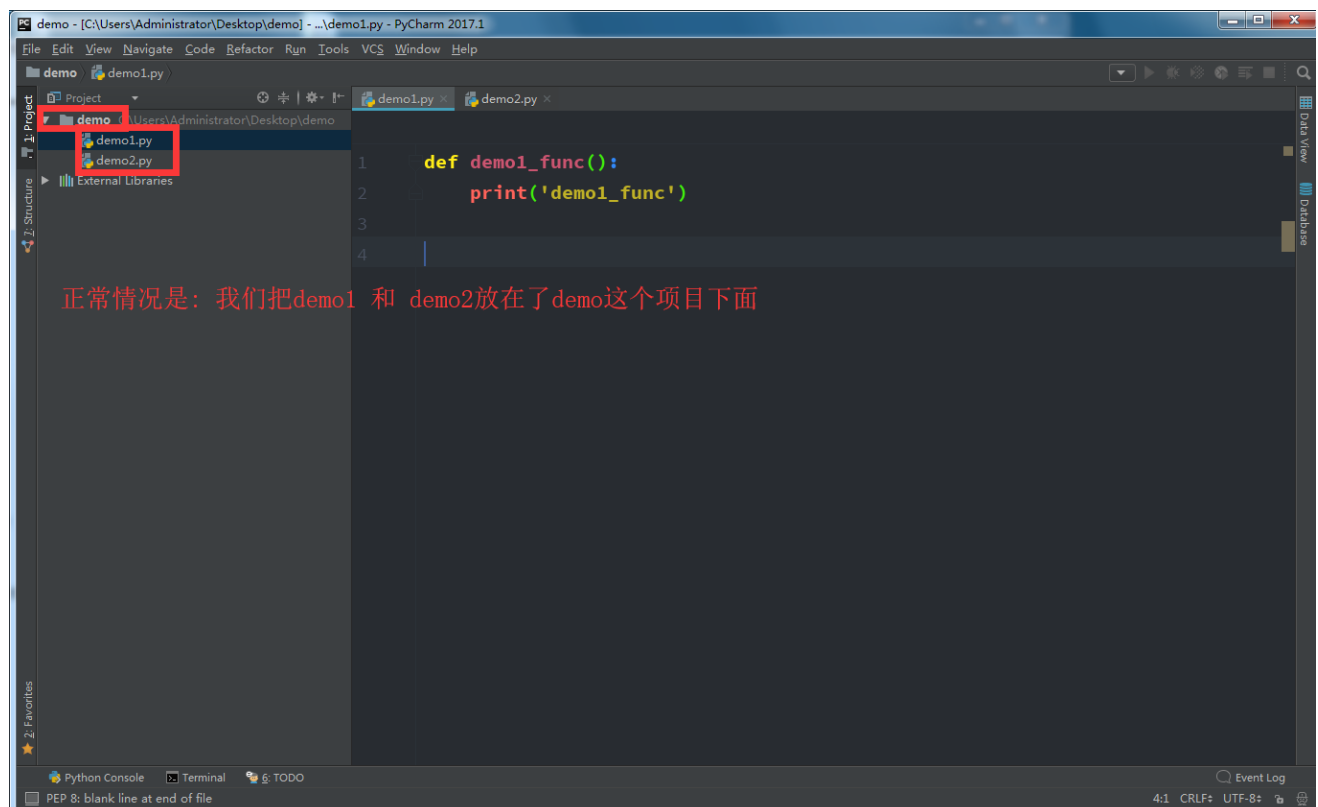 demo - [C:\Users\Administrator\Desktop\demo] - ...\demo1.py - PyCharm 2017.1
File Edit View Navigate Code Refactor Run Tools VCS Window Help
demo demo1.py
Project
demo1.py demo2.py
demo C:\Users\Administrator\Desktop\demo
demo1.py
demo2.py
External Libraries
1: Project
7: Structure
2: Favorites
1 def demo1_func():
2 print('demo1_func')
3
4
正常情况是: 我们把demo1 和 demo2放在了demo这个项目下面
Data View
Database
Python Console Terminal 6: TODO Event Log
PEP 8: blank line at end of file 4:1 CRLF UTF-8